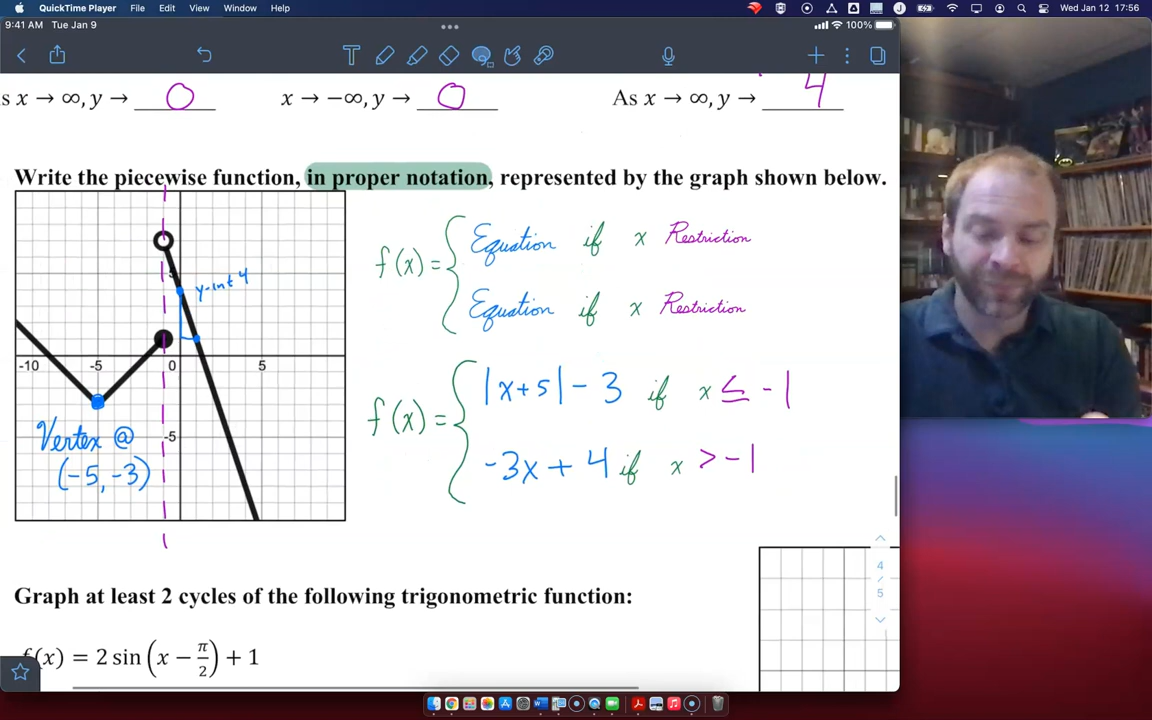 QuickTime Player File Edit View Window Help 100% Wed Jan 12 17:56
9:41 AM Tue Jan 9 100%
s x → ∞, y → 0 x → −∞, y → 0 As x → ∞, y → 4
Write the piecewise function, in proper notation, represented by the graph shown below.
f(x) = { Equation if x Restriction
Equation if x Restriction
y-int 4
5
-10 -5 0 5
-5
Vertex @
(-5, -3)
f(x) = { |x+5| - 3 if x ≤ -1
-3x + 4 if x > -1
4
/
5
Graph at least 2 cycles of the following trigonometric function:
f(x) = 2 sin(x − π/2) + 1